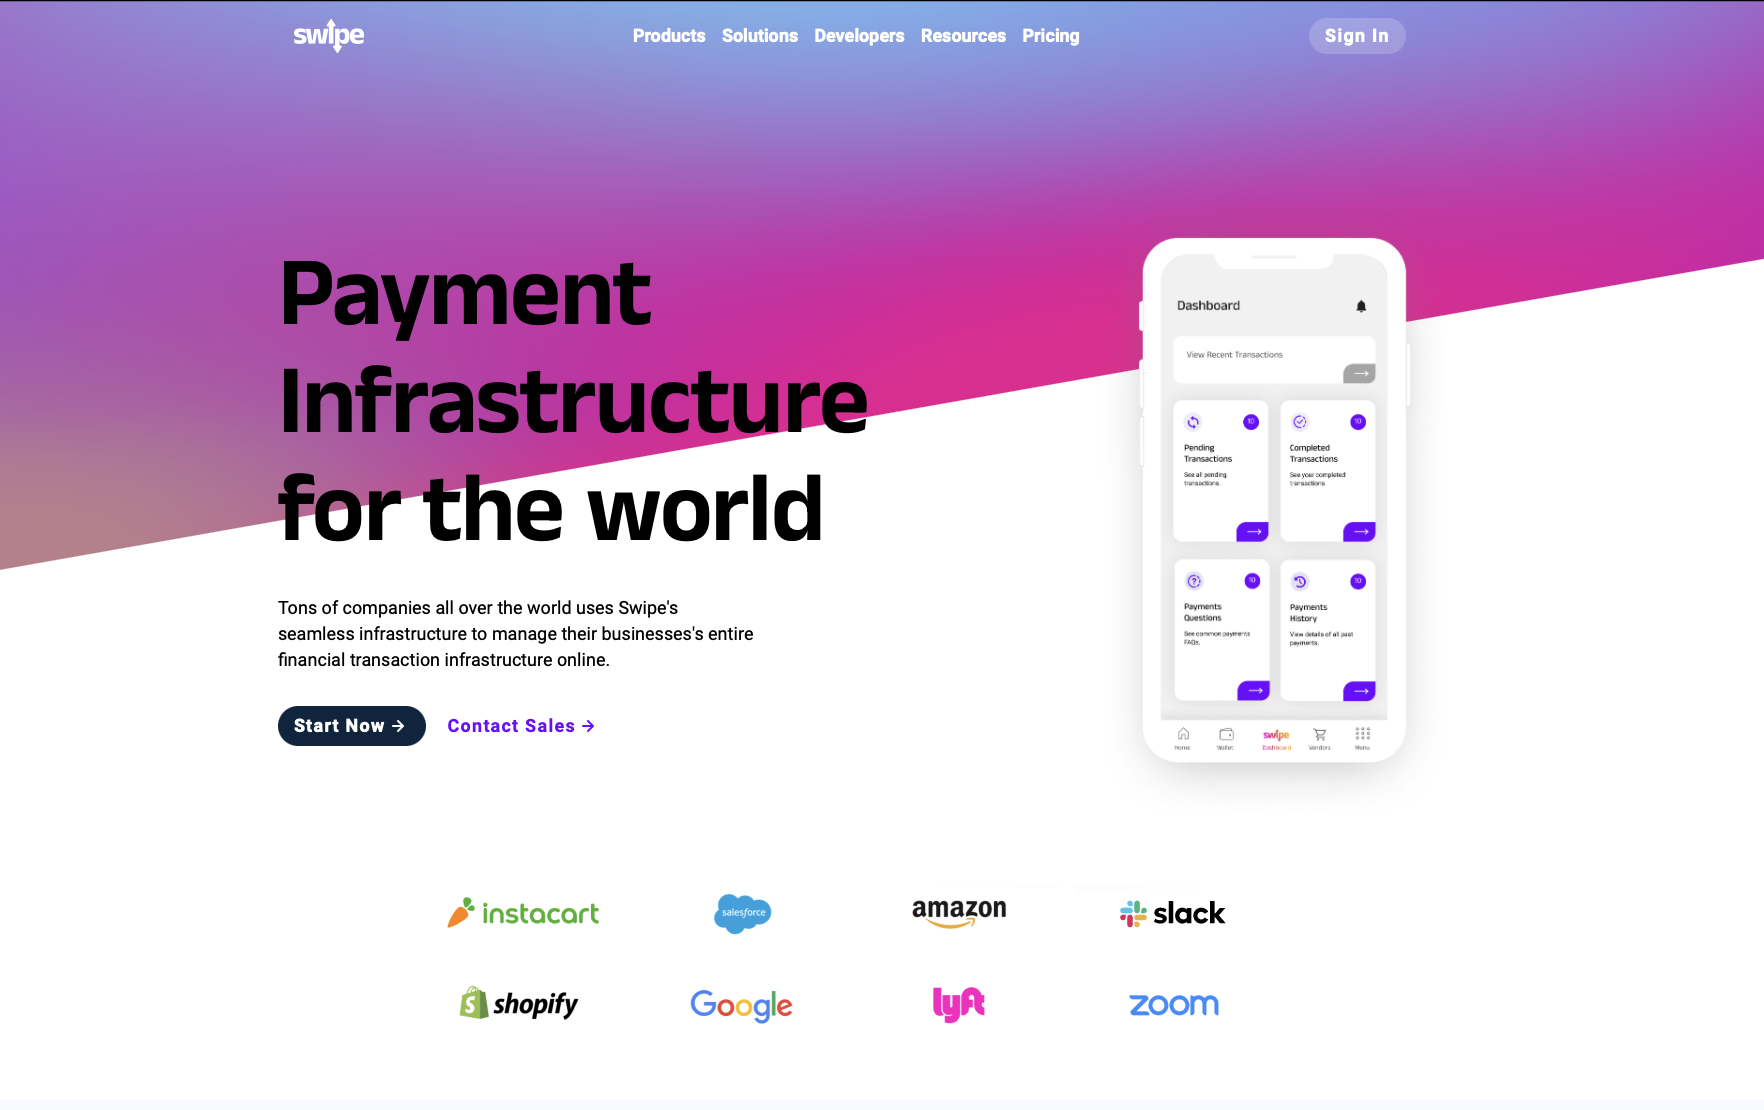 swipe
Products Solutions Developers Resources Pricing
Sign In
Payment
Infrastructure
for the world
Tons of companies all over the world uses Swipe's
seamless infrastructure to manage their businesses's entire
financial transaction infrastructure online.
Start Now →
Contact Sales →
Dashboard
View Recent Transactions
10
Pending
Transactions
See all pending
transactions.
10
Completed
Transactions
See your completed
transactions.
10
Payments
Questions
See common payments
FAQs.
10
Payments
History
View details of all past
payments.
Home
Wallet
swipe
Dashboard
Vendors
Menu
instacart
salesforce
amazon
slack
shopify
Google
lyft
zoom